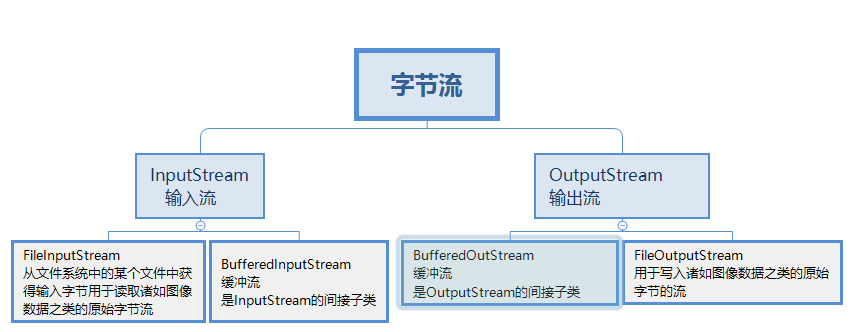 字节流
InputStream
输入流
OutputStream
输出流
FileInputStream
从文件系统中的某个文件中获
得输入字节用于读取诸如图像
数据之类的原始字节流
BufferedInputStream
缓冲流
是InputStream的间接子类
BufferedOutStream
缓冲流
是OutputStream的间接子类
FileOutputStream
用于写入诸如图像数据之类的原始
字节的流